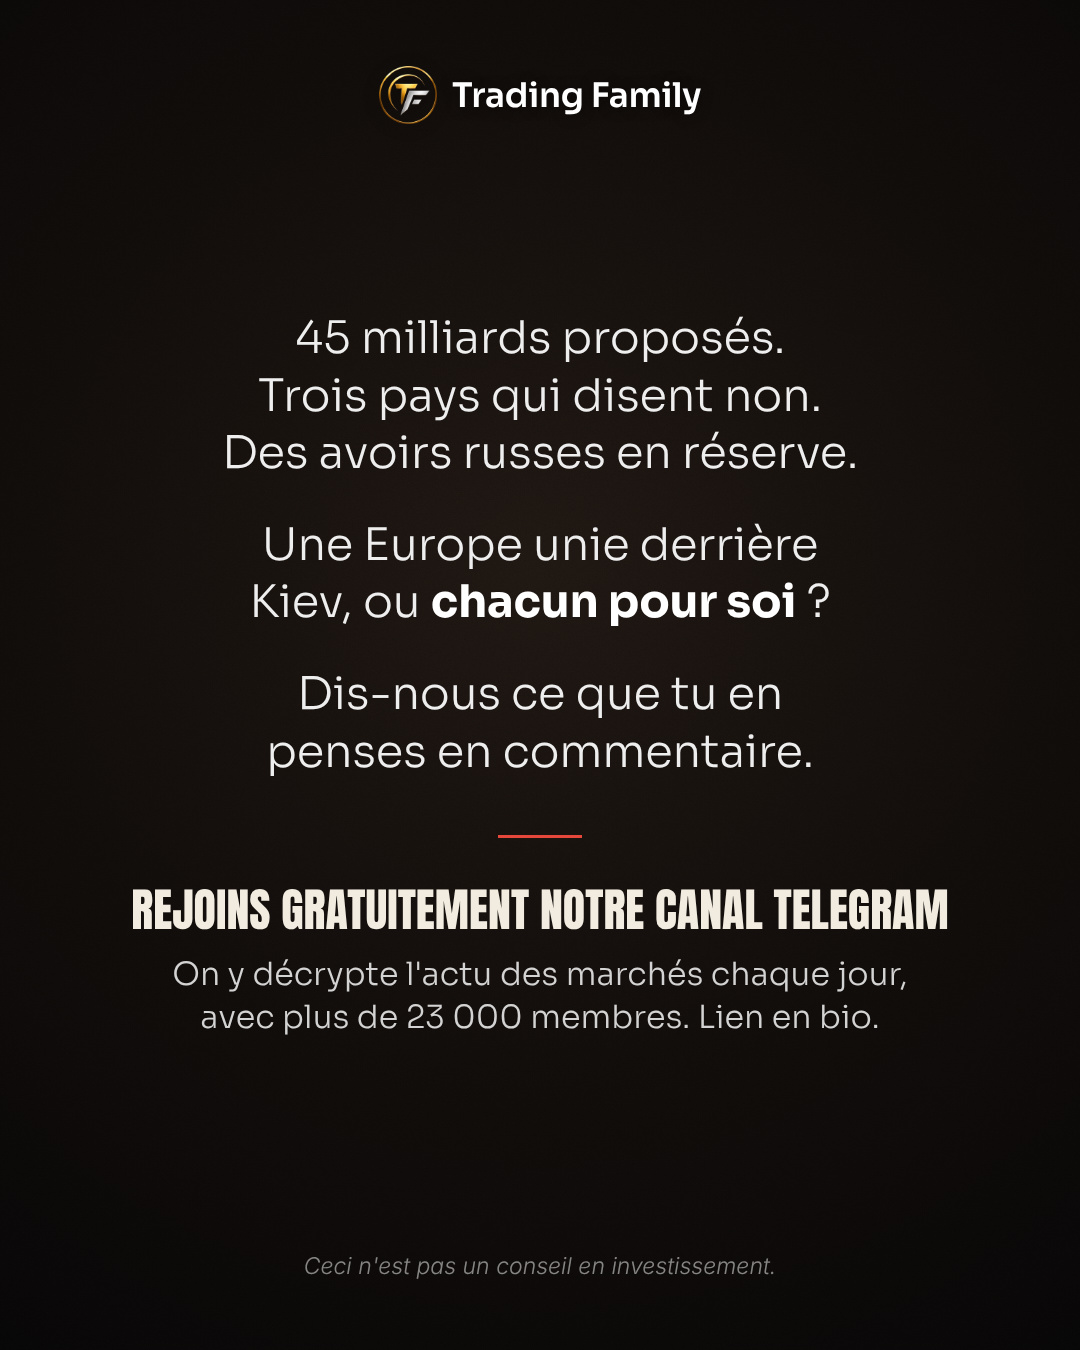 TF Trading Family
45 milliards proposés.
Trois pays qui disent non.
Des avoirs russes en réserve.
Une Europe unie derrière
Kiev, ou chacun pour soi ?
Dis-nous ce que tu en
penses en commentaire.
REJOINS GRATUITEMENT NOTRE CANAL TELEGRAM
On y décrypte l'actu des marchés chaque jour,
avec plus de 23 000 membres. Lien en bio.
Ceci n'est pas un conseil en investissement.